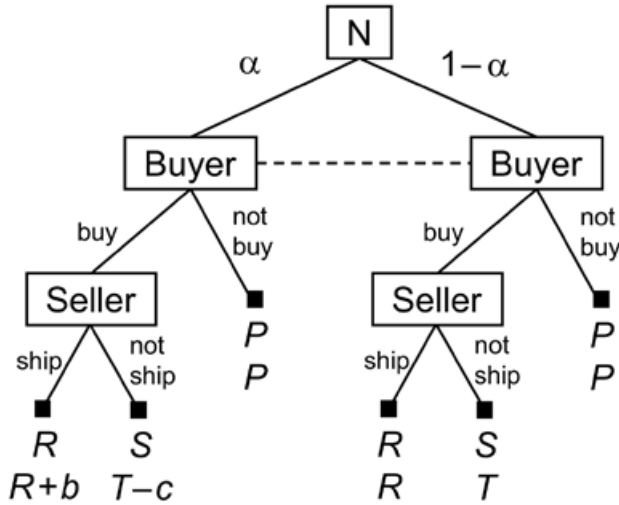 N
α 1−α
Buyer Buyer
buy not buy buy not buy
Seller Seller
P P
P P
ship not ship ship not ship
R S R S
R+b T−c R T